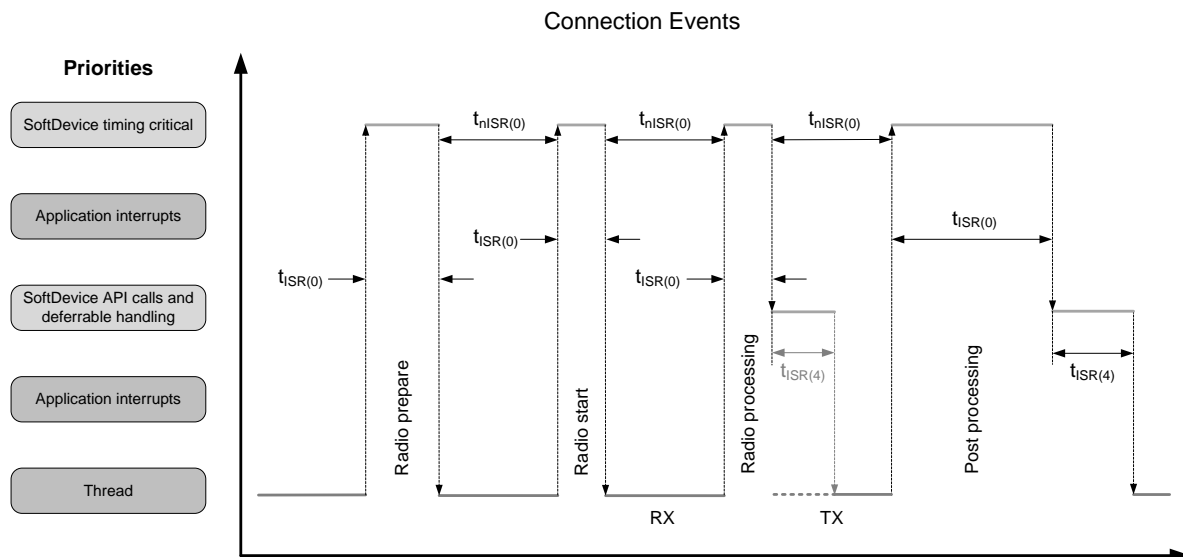 Connection Events
Priorities
SoftDevice timing critical
Application interrupts
SoftDevice API calls and
deferrable handling
Application interrupts
Thread
tnISR(0)
tnISR(0)
tnISR(0)
tISR(0)
tISR(0)
tISR(0)
tISR(0)
tISR(4)
tISR(4)
Radio prepare
Radio start
Radio processing
Post processing
RX
TX